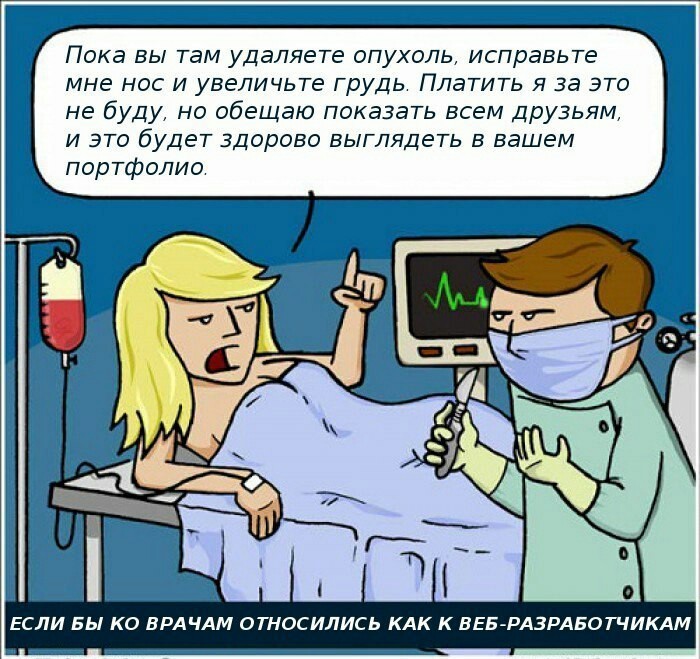 Пока вы там удаляете опухоль, исправьте
мне нос и увеличьте грудь. Платить я за это
не буду, но обещаю показать всем друзьям,
и это будет здорово выглядеть в вашем
портфолио.
ЕСЛИ БЫ КО ВРАЧАМ ОТНОСИЛИСЬ КАК К ВЕБ-РАЗРАБОТЧИКАМ